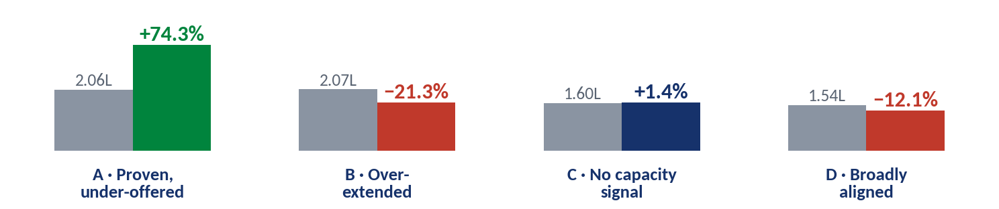 +74.3%
2.06L
2.07L
−21.3%
1.60L
+1.4%
1.54L
−12.1%
A · Proven,
under-offered
B · Over-
extended
C · No capacity
signal
D · Broadly
aligned